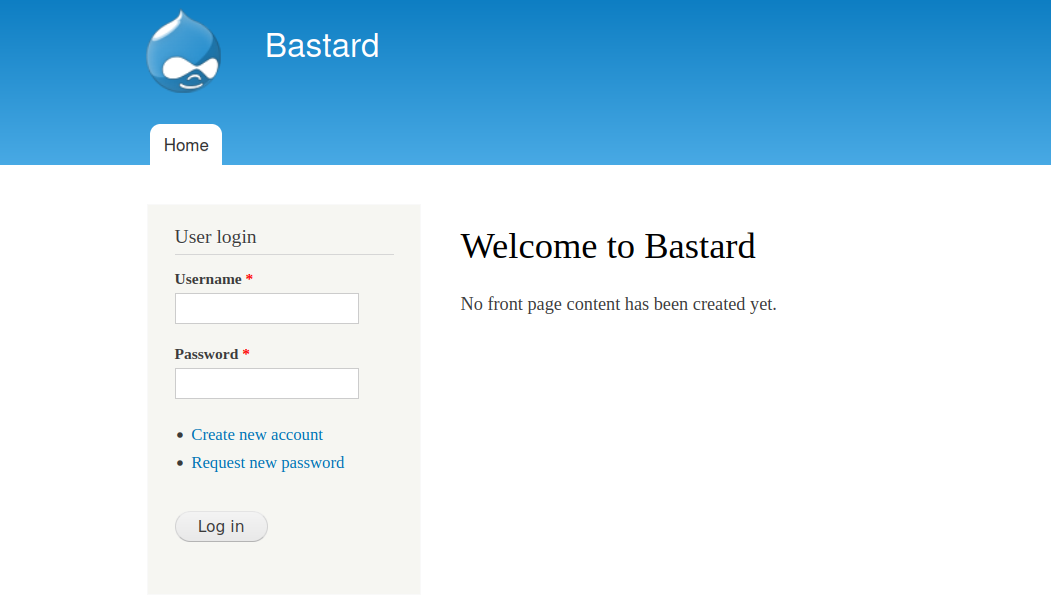 Bastard
Home
User login
Username *
Password *
Create new account
Request new password
Log in
Welcome to Bastard
No front page content has been created yet.